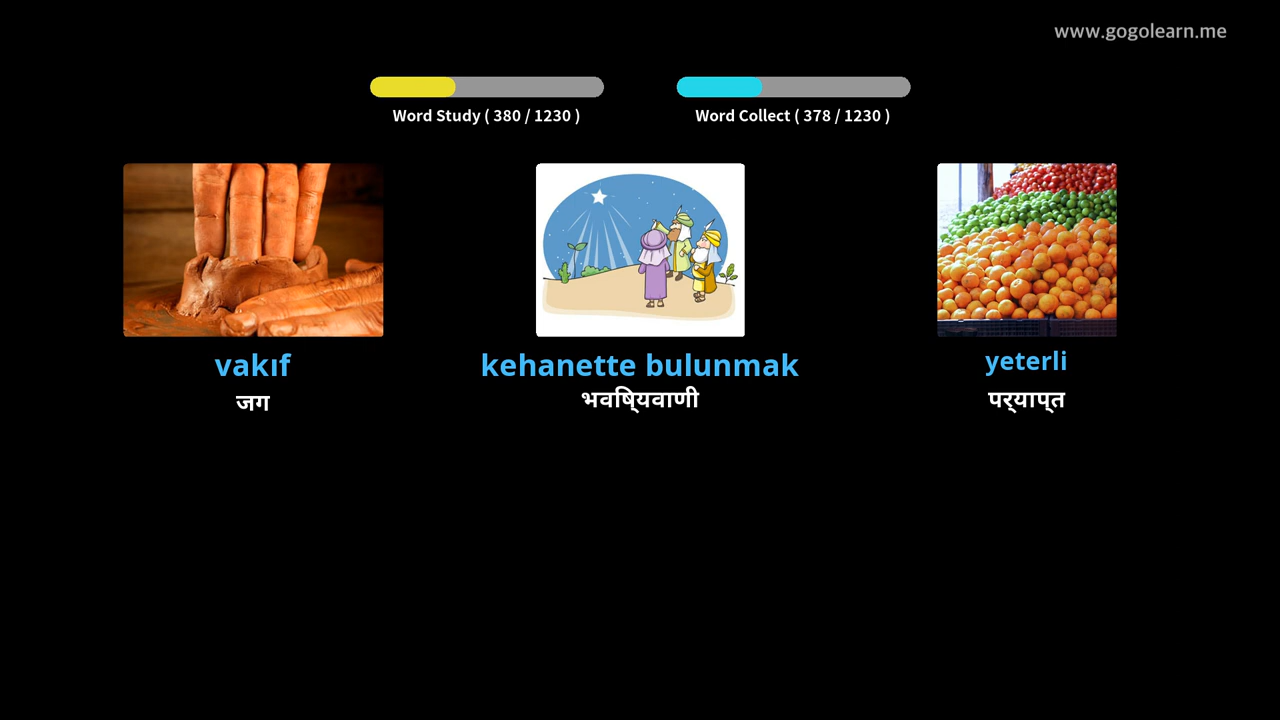 www.gogolearn.me
Word Study ( 380 / 1230 )
Word Collect ( 378 / 1230 )
vakıf
kehanette bulunmak
yeterli
जग
भविष्यवाणी
पर्याप्त